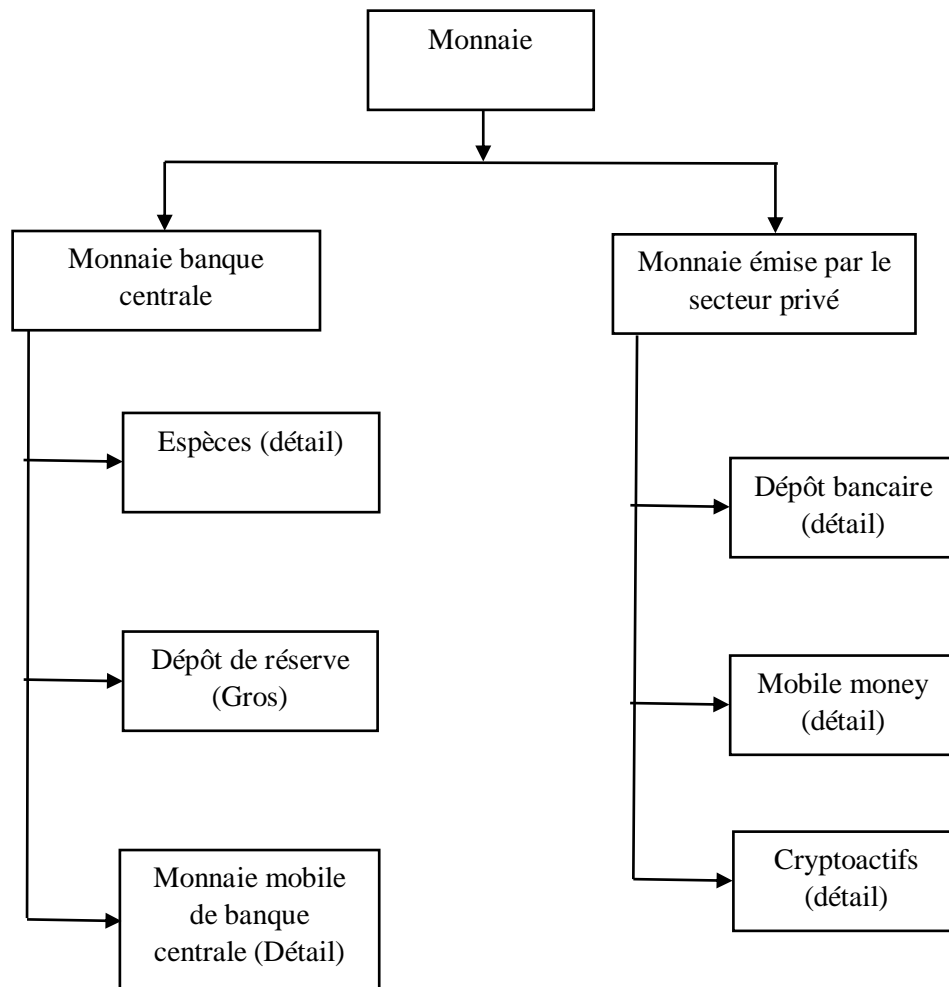 Monnaie
Monnaie banque
centrale
Monnaie émise par le
secteur privé
Espèces (détail)
Dépôt bancaire
(détail)
Dépôt de réserve
(Gros)
Mobile money
(détail)
Monnaie mobile
de banque
centrale (Détail)
Cryptoactifs
(détail)